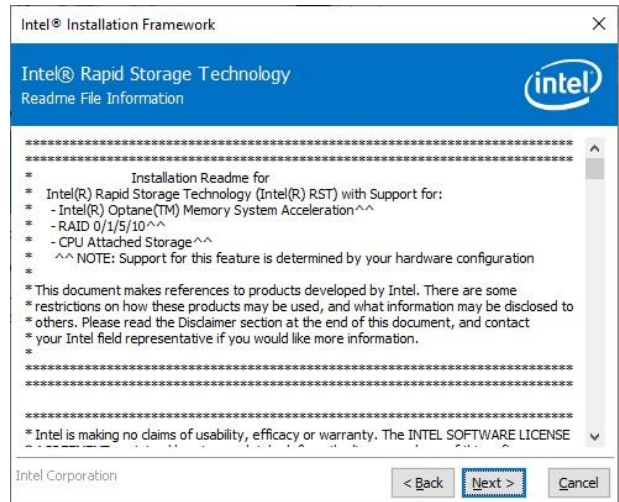 Intel® Installation Framework
Intel® Rapid Storage Technology
Readme File Information
intel
*******************************************************************************
*******************************************************************************
* Installation Readme for
* Intel(R) Rapid Storage Technology (Intel(R) RST) with Support for:
* - Intel(R) Optane(TM) Memory System Acceleration^^
* - RAID 0/1/5/10^^
* - CPU Attached Storage^^
* ^^ NOTE: Support for this feature is determined by your hardware configuration
*
* This document makes references to products developed by Intel. There are some
* restrictions on how these products may be used, and what information may be disclosed to
* others. Please read the Disclaimer section at the end of this document, and contact
* your Intel field representative if you would like more information.
*
*******************************************************************************
*******************************************************************************
*******************************************************************************
* Intel is making no claims of usability, efficacy or warranty. The INTEL SOFTWARE LICENSE
Intel Corporation
< Back Next > Cancel